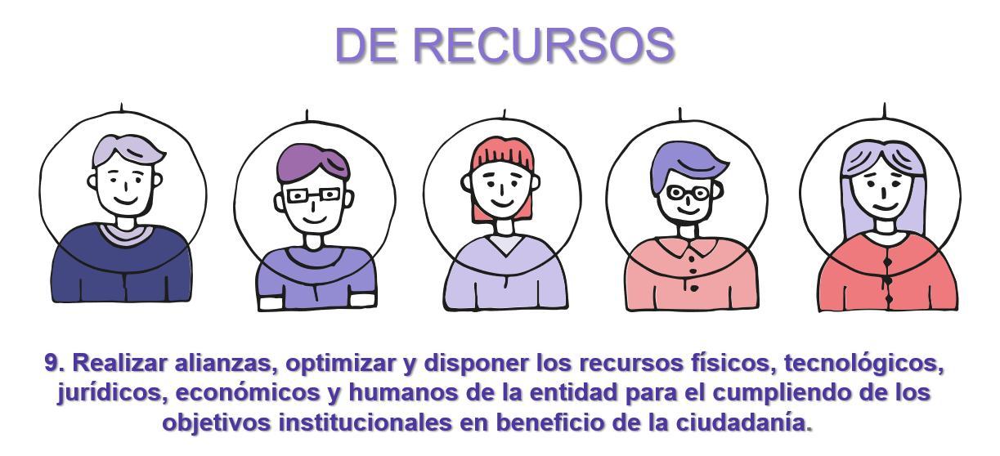 DE RECURSOS
9. Realizar alianzas, optimizar y disponer los recursos físicos, tecnológicos,
jurídicos, económicos y humanos de la entidad para el cumpliendo de los
objetivos institucionales en beneficio de la ciudadanía.